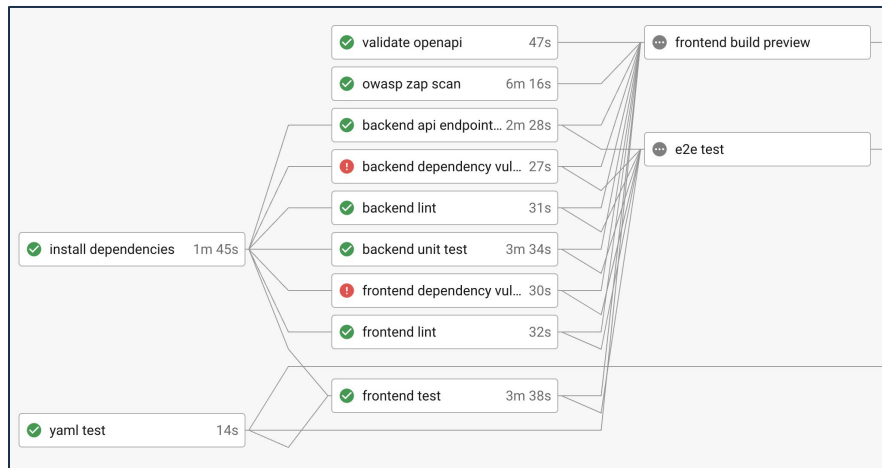 validate openapi 47s
frontend build preview
owasp zap scan 6m 16s
backend api endpoint... 2m 28s
e2e test
backend dependency vul... 27s
backend lint 31s
install dependencies 1m 45s
backend unit test 3m 34s
frontend dependency vul... 30s
frontend lint 32s
frontend test 3m 38s
yaml test 14s